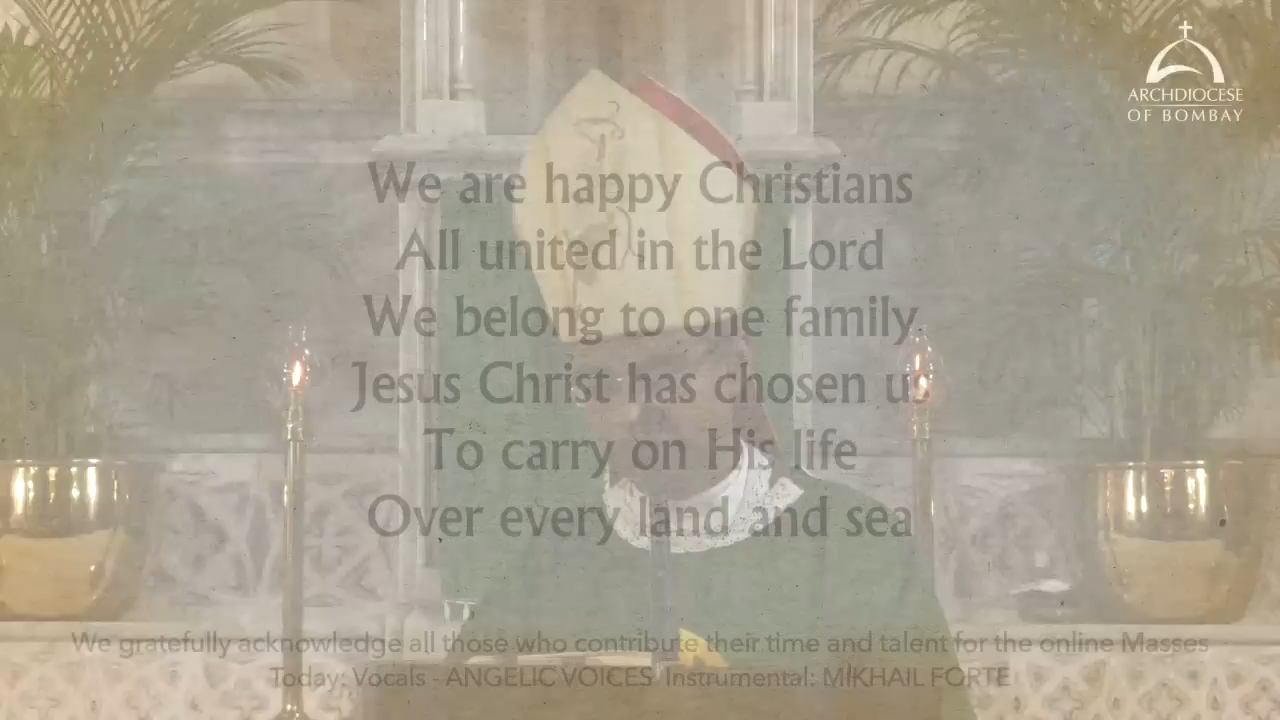 ARCHDIOCESE
OF BOMBAY
We are happy Christians
All united in the Lord
We belong to one family
Jesus Christ has chosen us
To carry on His life
Over every land and sea
We gratefully acknowledge all those who contribute their time and talent for the online Masses
Today: Vocals - ANGELIC VOICES Instrumental: MIKHAIL FORTE